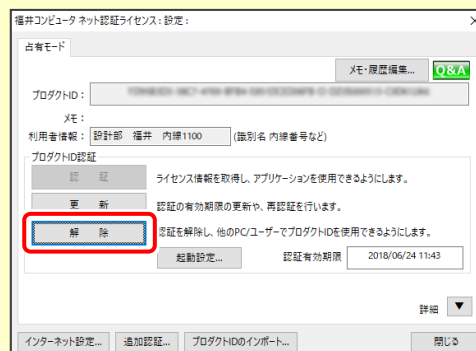 福井コンピュータ ネット認証ライセンス : 設定 :
占有モード
メモ・履歴編集... Q&A
プロダクトID :
メモ :
利用者情報 : 設計部 福井 内線1100 (識別名 内線番号など)
プロダクトID認証
認 証 ライセンス情報を取得し、アプリケーションを使用できるようにします。
更 新 認証の有効期限の更新や、再認証を行います。
解 除 認証を解除し、他のPC/ユーザーでプロダクトIDを使用できるようにします。
起動設定... 認証有効期限 2018/06/24 11:43
詳細 ▼
インターネット設定... 追加認証... プロダクトIDのインポート... 閉じる